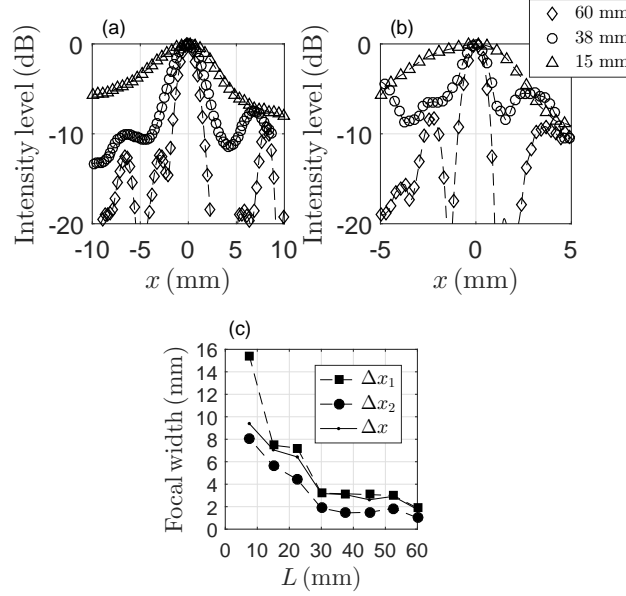 (a)
0
-10
-20
Intensity level (dB)
-10 -5 0 5 10
x (mm)
(b)
60 mm
38 mm
15 mm
0
-10
-20
Intensity level (dB)
-5 0 5
x (mm)
(c)
16
14
12
10
8
6
4
2
0
Focal width (mm)
Δx₁
Δx₂
Δx
0 10 20 30 40 50 60
L (mm)